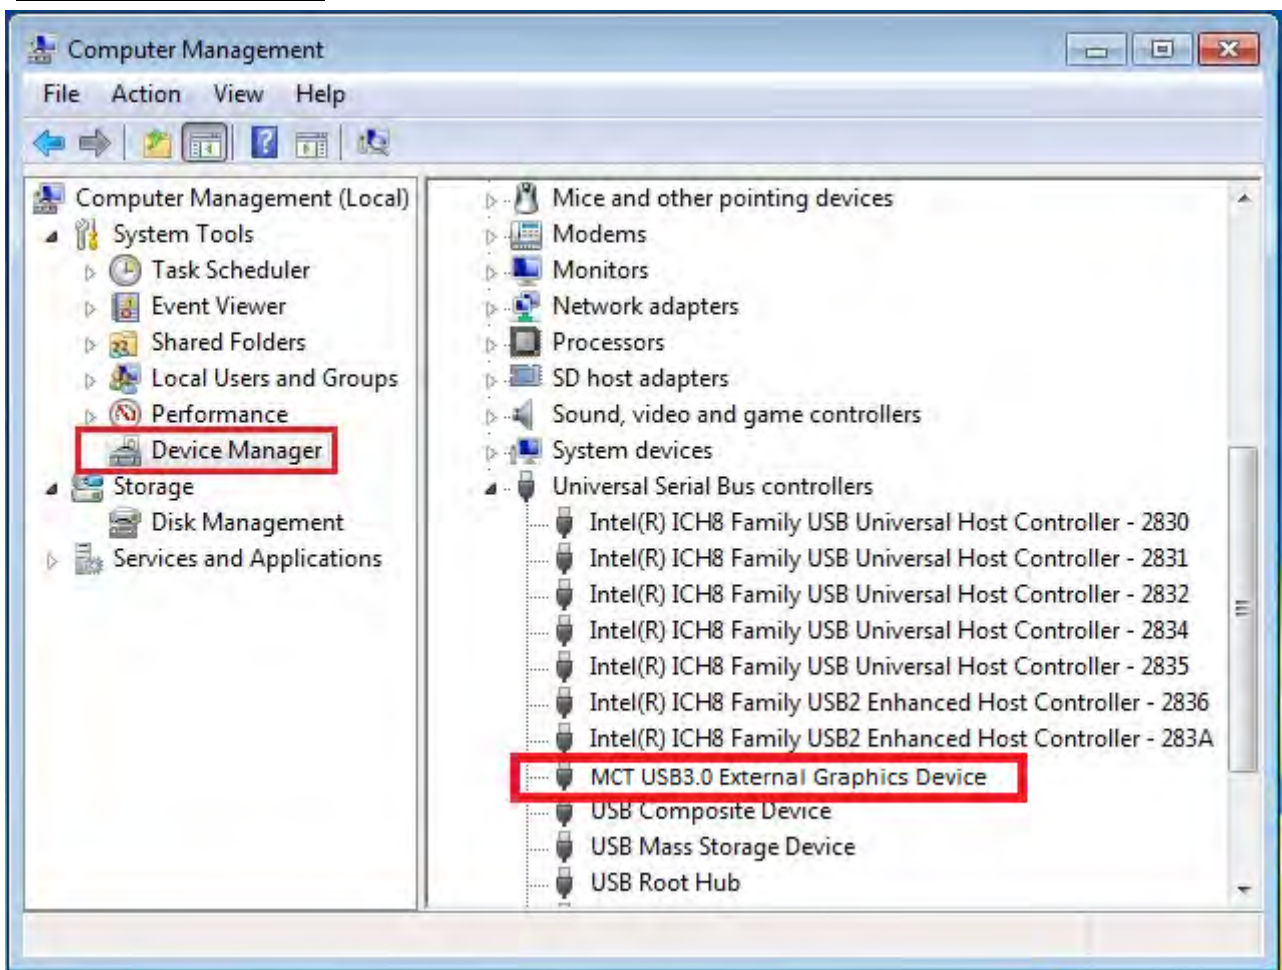 Computer Management
File Action View Help
Computer Management (Local)
System Tools
Task Scheduler
Event Viewer
Shared Folders
Local Users and Groups
Performance
Device Manager
Storage
Disk Management
Services and Applications
Mice and other pointing devices
Modems
Monitors
Network adapters
Processors
SD host adapters
Sound, video and game controllers
System devices
Universal Serial Bus controllers
Intel(R) ICH8 Family USB Universal Host Controller - 2830
Intel(R) ICH8 Family USB Universal Host Controller - 2831
Intel(R) ICH8 Family USB Universal Host Controller - 2832
Intel(R) ICH8 Family USB Universal Host Controller - 2834
Intel(R) ICH8 Family USB Universal Host Controller - 2835
Intel(R) ICH8 Family USB2 Enhanced Host Controller - 2836
Intel(R) ICH8 Family USB2 Enhanced Host Controller - 283A
MCT USB3.0 External Graphics Device
USB Composite Device
USB Mass Storage Device
USB Root Hub